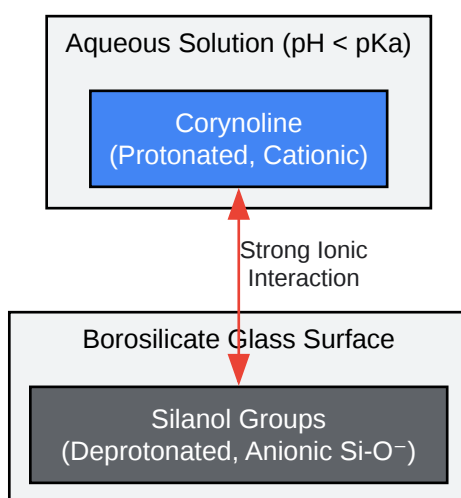 Aqueous Solution (pH < pKa)
Corynoline
(Protonated, Cationic)
Strong Ionic
Interaction
Borosilicate Glass Surface
Silanol Groups
(Deprotonated, Anionic Si-O⁻)